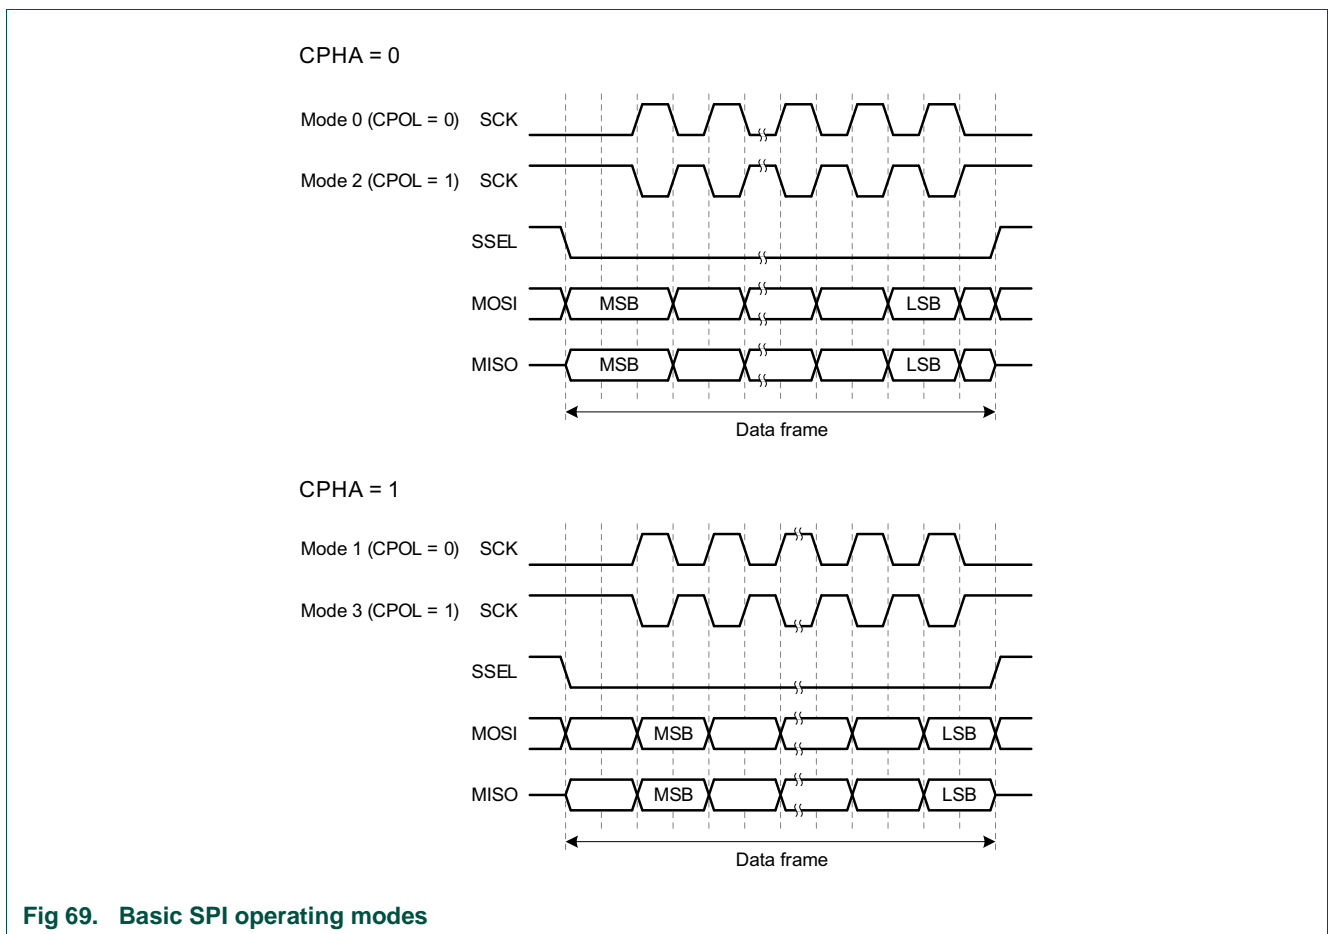 CPHA = 0
Mode 0 (CPOL = 0) SCK
Mode 2 (CPOL = 1) SCK
SSEL
MOSI MSB LSB
MISO MSB LSB
Data frame
CPHA = 1
Mode 1 (CPOL = 0) SCK
Mode 3 (CPOL = 1) SCK
SSEL
MOSI MSB LSB
MISO MSB LSB
Data frame
Fig 69. Basic SPI operating modes